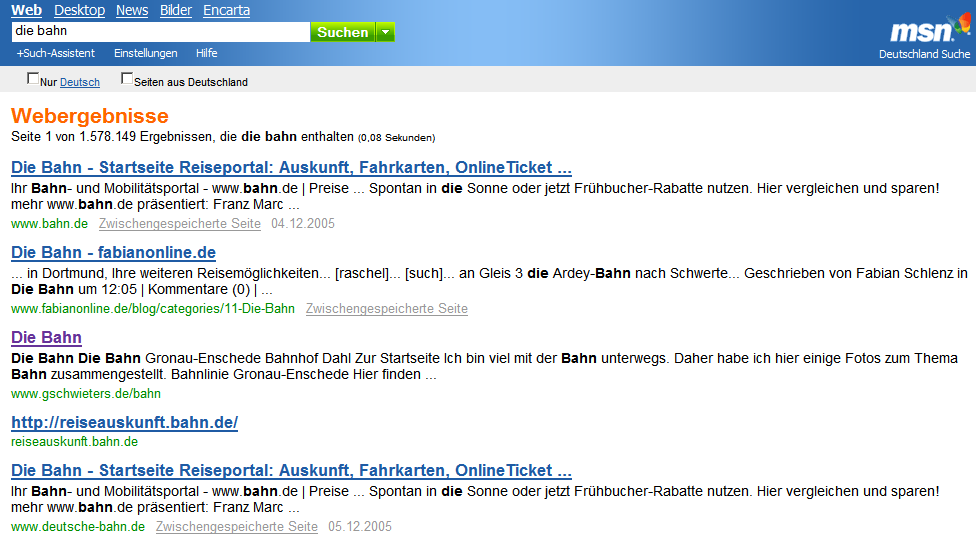 Web Desktop News Bilder Encarta
die bahn Suchen
+Such-Assistent Einstellungen Hilfe
msn
Deutschland Suche
Nur Deutsch Seiten aus Deutschland
Webergebnisse
Seite 1 von 1.578.149 Ergebnissen, die die bahn enthalten (0,08 Sekunden)
Die Bahn - Startseite Reiseportal: Auskunft, Fahrkarten, OnlineTicket ...
Ihr Bahn- und Mobilitätsportal - www.bahn.de | Preise ... Spontan in die Sonne oder jetzt Frühbucher-Rabatte nutzen. Hier vergleichen und sparen!
mehr www.bahn.de präsentiert: Franz Marc ...
www.bahn.de Zwischengespeicherte Seite 04.12.2005
Die Bahn - fabianonline.de
... in Dortmund, Ihre weiteren Reisemöglichkeiten... [raschel]... [such]... an Gleis 3 die Ardey-Bahn nach Schwerte... Geschrieben von Fabian Schlenz in
Die Bahn um 12:05 | Kommentare (0) | ...
www.fabianonline.de/blog/categories/11-Die-Bahn Zwischengespeicherte Seite
Die Bahn
Die Bahn Die Bahn Gronau-Enschede Bahnhof Dahl Zur Startseite Ich bin viel mit der Bahn unterwegs. Daher habe ich hier einige Fotos zum Thema
Bahn zusammengestellt. Bahnlinie Gronau-Enschede Hier finden ...
www.gschwieters.de/bahn
http://reiseauskunft.bahn.de/
reiseauskunft.bahn.de
Die Bahn - Startseite Reiseportal: Auskunft, Fahrkarten, OnlineTicket ...
Ihr Bahn- und Mobilitätsportal - www.bahn.de | Preise ... Spontan in die Sonne oder jetzt Frühbucher-Rabatte nutzen. Hier vergleichen und sparen!
mehr www.bahn.de präsentiert: Franz Marc ...
www.deutsche-bahn.de Zwischengespeicherte Seite 05.12.2005